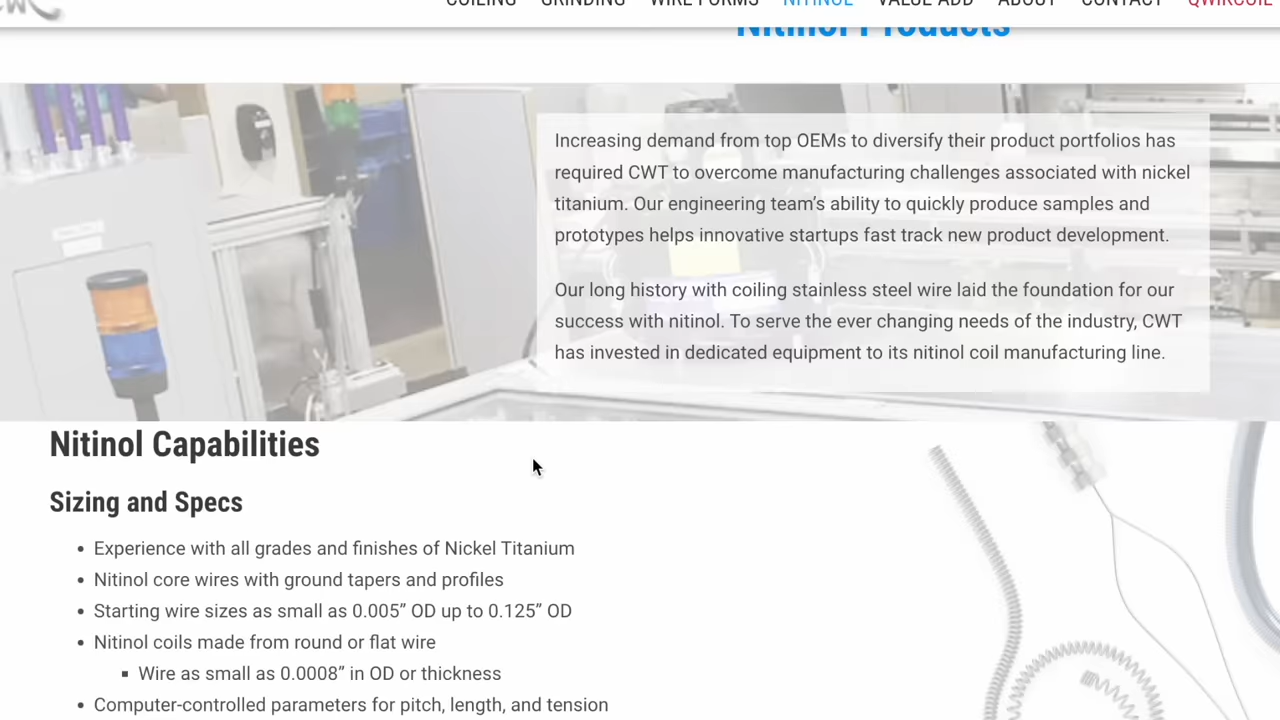 COILING GRINDING WIRE FORMS NITINOL VALUE ADD ABOUT CONTACT QWIKCOIL
Nitinol Products
Increasing demand from top OEMs to diversify their product portfolios has
required CWT to overcome manufacturing challenges associated with nickel
titanium. Our engineering team’s ability to quickly produce samples and
prototypes helps innovative startups fast track new product development.
Our long history with coiling stainless steel wire laid the foundation for our
success with nitinol. To serve the ever changing needs of the industry, CWT
has invested in dedicated equipment to its nitinol coil manufacturing line.
Nitinol Capabilities
Sizing and Specs
• Experience with all grades and finishes of Nickel Titanium
• Nitinol core wires with ground tapers and profiles
• Starting wire sizes as small as 0.005” OD up to 0.125” OD
• Nitinol coils made from round or flat wire
▪ Wire as small as 0.0008” in OD or thickness
• Computer-controlled parameters for pitch, length, and tension